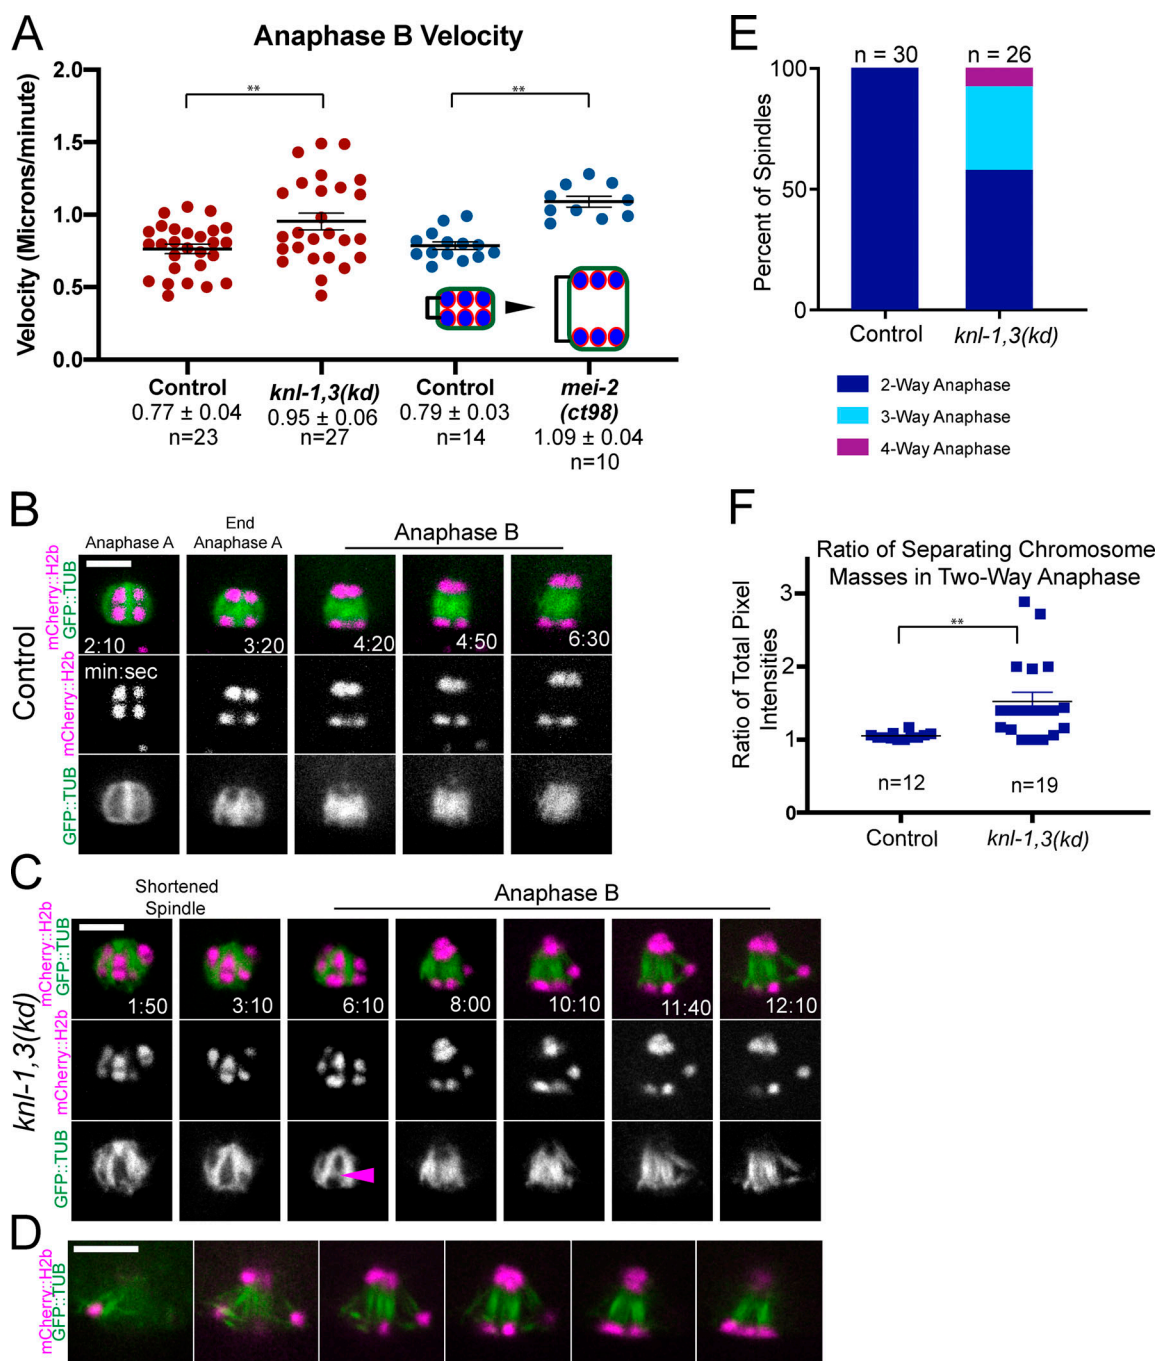 A
Anaphase B Velocity
Velocity (Microns/minute)
2.0
1.5
1.0
0.5
0.0
**
**
Control
0.77 ± 0.04
n=23
knl-1,3(kd)
0.95 ± 0.06
n=27
Control
0.79 ± 0.03
n=14
mei-2
(ct98)
1.09 ± 0.04
n=10
E
n = 30
n = 26
Percent of Spindles
100
50
0
Control
knl-1,3(kd)
2-Way Anaphase
3-Way Anaphase
4-Way Anaphase
B
Control
Anaphase A
End
Anaphase A
Anaphase B
mCherry::H2b
GFP::TUB
2:10
3:20
4:20
4:50
6:30
mCherry::H2b
min:sec
GFP::TUB
F
Ratio of Separating Chromosome
Masses in Two-Way Anaphase
Ratio of Total Pixel
Intensities
3
2
1
0
**
n=12
n=19
Control
knl-1,3(kd)
C
knl-1,3(kd)
Shortened
Spindle
Anaphase B
mCherry::H2b
GFP::TUB
1:50
3:10
6:10
8:00
10:10
11:40
12:10
mCherry::H2b
GFP::TUB
D
mCherry::H2b
GFP::TUB